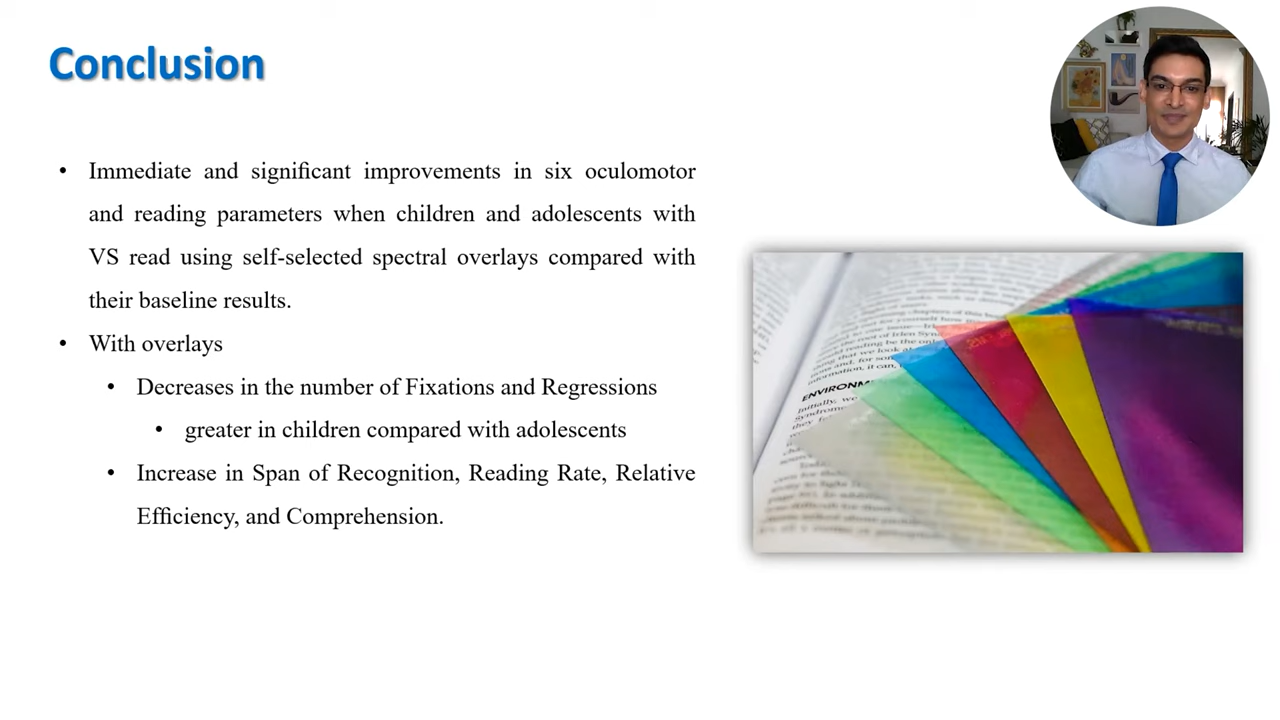 Conclusion
• Immediate and significant improvements in six oculomotor
and reading parameters when children and adolescents with
VS read using self-selected spectral overlays compared with
their baseline results.
• With overlays
• Decreases in the number of Fixations and Regressions
• greater in children compared with adolescents
• Increase in Span of Recognition, Reading Rate, Relative
Efficiency, and Comprehension.
ENVIRONM
Initially, we